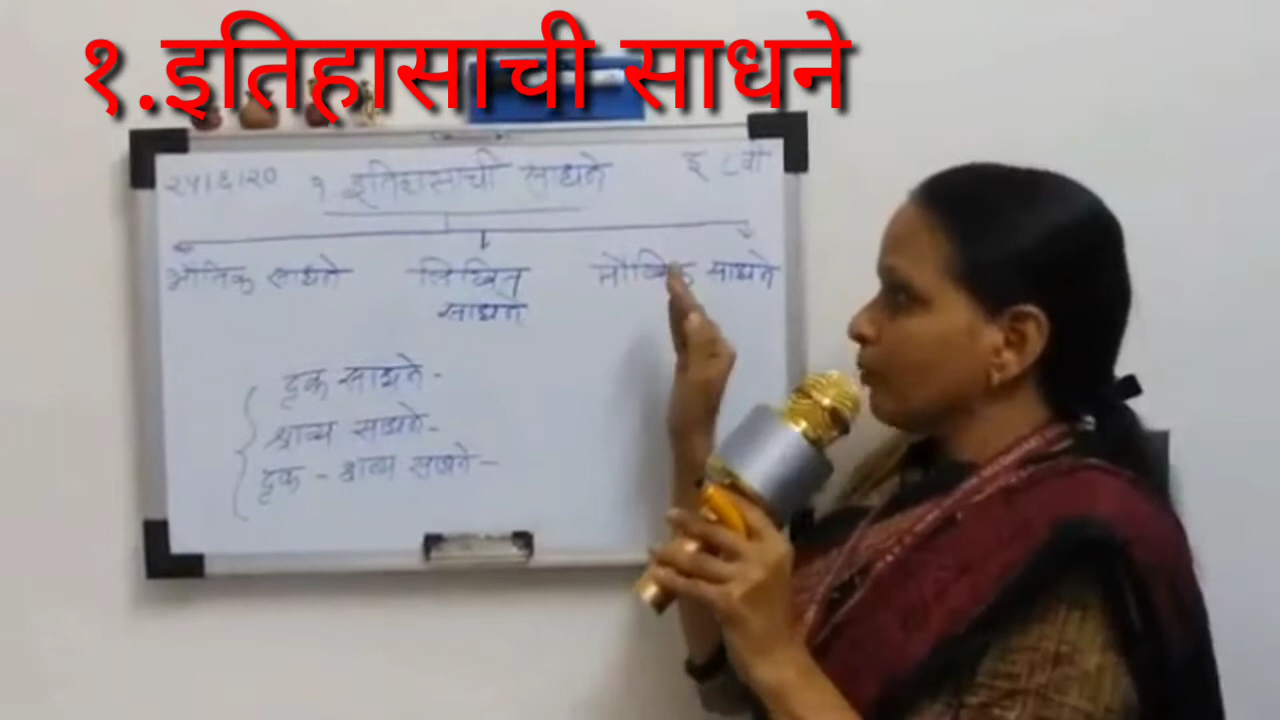 १.इतिहासाची साधने
२५।६।२० १ इतिहासाची साधने इ ८वी
भौतिक साधने लिखित मौखिक साधने
साधने
दृक साधने -
श्राव्य साधने -
दृक - श्राव्य साधने -